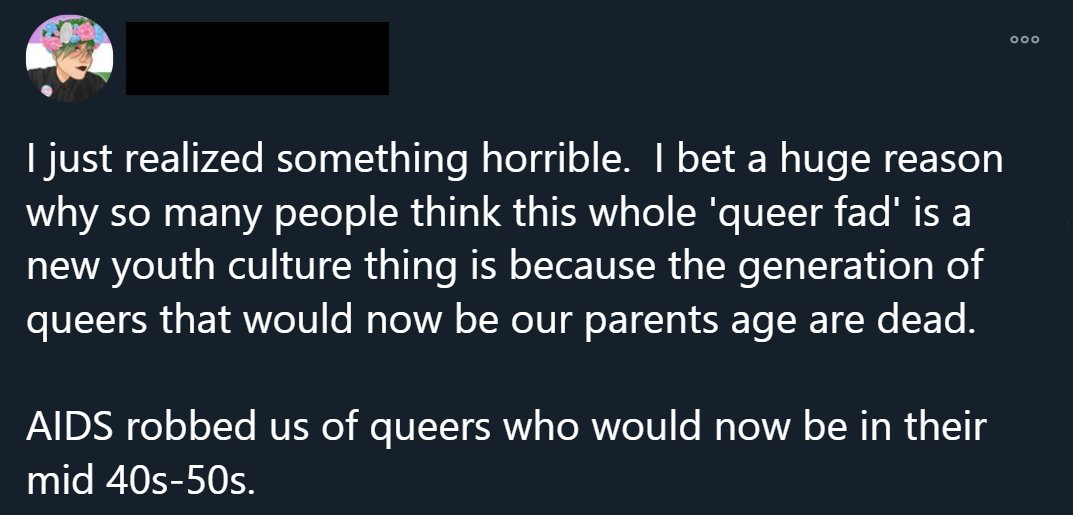 I just realized something horrible.  I bet a huge reason
why so many people think this whole 'queer fad' is a
new youth culture thing is because the generation of
queers that would now be our parents age are dead.
AIDS robbed us of queers who would now be in their
mid 40s-50s.